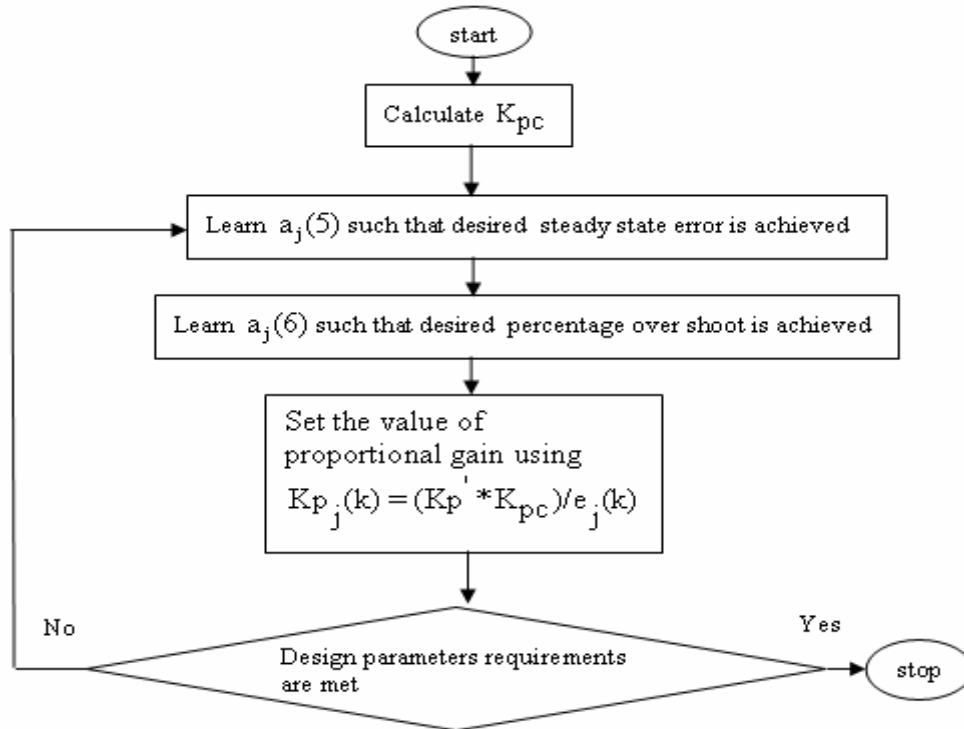 start
Calculate K_pc
Learn a_j(5) such that desired steady state error is achieved
Learn a_j(6) such that desired percentage over shoot is achieved
Set the value of
proportional gain using
Kp_j(k) = (Kp' * K_pc)/e_j(k)
No
Yes
Design parameters requirements
are met
stop